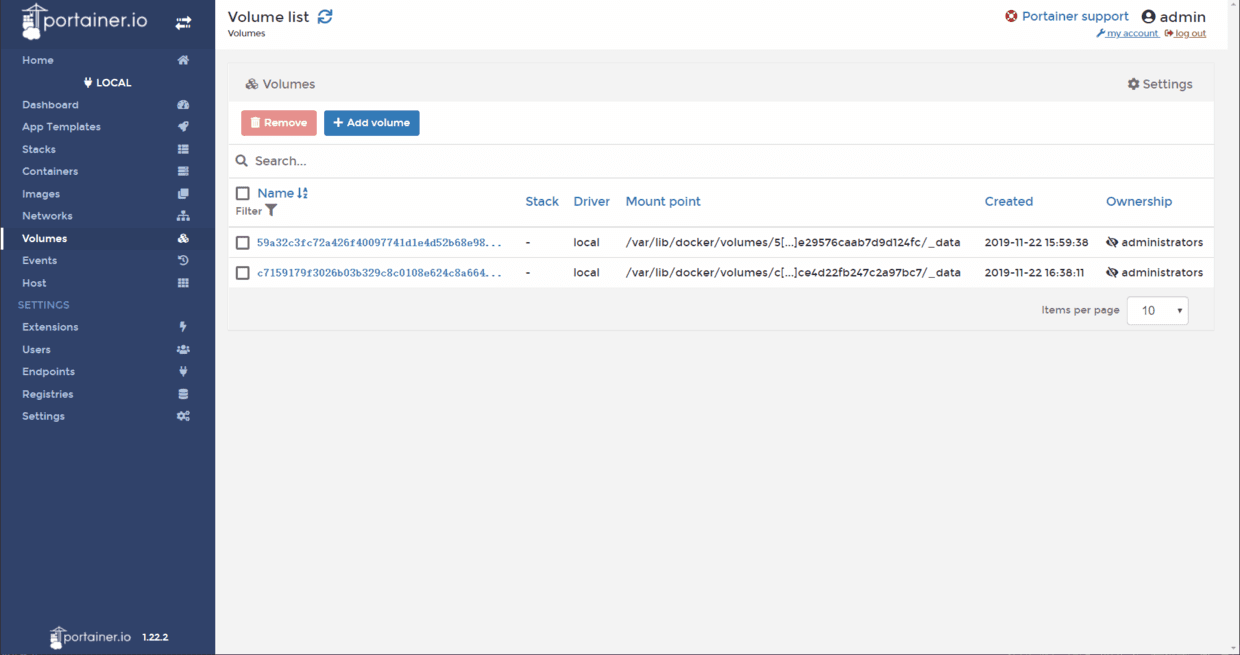 portainer.io
Home
LOCAL
Dashboard
App Templates
Stacks
Containers
Images
Networks
Volumes
Events
Host
SETTINGS
Extensions
Users
Endpoints
Registries
Settings
portainer.io 1.22.2
Volume list
Volumes
Portainer support admin
my account log out
Volumes Settings
Remove Add volume
Search...
Name Stack Driver Mount point Created Ownership
Filter
59a32c3fc72a426f40097741d1e4d52b68e98... - local /var/lib/docker/volumes/5[...]e29576caab7d9d124fc/_data 2019-11-22 15:59:38 administrators
c7159179f3026b03b329c8c0108e624c8a664... - local /var/lib/docker/volumes/c[...]ce4d22fb247c2a97bc7/_data 2019-11-22 16:38:11 administrators
Items per page 10